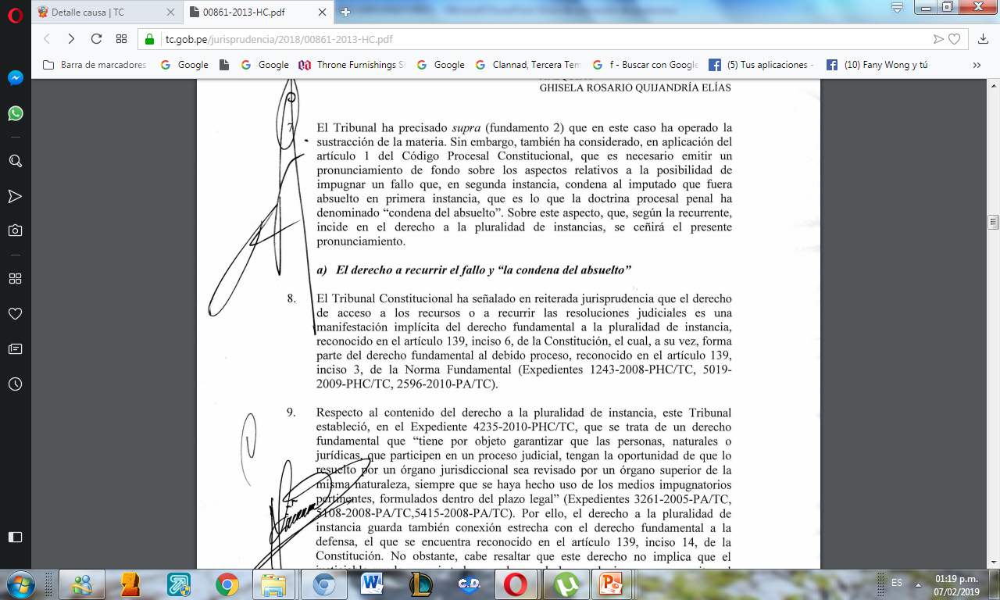 Detalle causa | TC
00861-2013-HC.pdf
tc.gob.pe/jurisprudencia/2018/00861-2013-HC.pdf
Barra de marcadores
Google
Google
Throne Furnishings S
Google
Clannad, Tercera Tem
f - Buscar con Google
(5) Tus aplicaciones -
(10) Fany Wong y tú
GHISELA ROSARIO QUIJANDRÍA ELÍAS
7. El Tribunal ha precisado supra (fundamento 2) que en este caso ha operado la
sustracción de la materia. Sin embargo, también ha considerado, en aplicación del
artículo 1 del Código Procesal Constitucional, que es necesario emitir un
pronunciamiento de fondo sobre los aspectos relativos a la posibilidad de
impugnar un fallo que, en segunda instancia, condena al imputado que fuera
absuelto en primera instancia, que es lo que la doctrina procesal penal ha
denominado “condena del absuelto”. Sobre este aspecto, que, según la recurrente,
incide en el derecho a la pluralidad de instancias, se ceñirá el presente
pronunciamiento.
a) El derecho a recurrir el fallo y “la condena del absuelto”
8. El Tribunal Constitucional ha señalado en reiterada jurisprudencia que el derecho
de acceso a los recursos o a recurrir las resoluciones judiciales es una
manifestación implícita del derecho fundamental a la pluralidad de instancia,
reconocido en el artículo 139, inciso 6, de la Constitución, el cual, a su vez, forma
parte del derecho fundamental al debido proceso, reconocido en el artículo 139,
inciso 3, de la Norma Fundamental (Expedientes 1243-2008-PHC/TC, 5019-
2009-PHC/TC, 2596-2010-PA/TC).
9. Respecto al contenido del derecho a la pluralidad de instancia, este Tribunal
estableció, en el Expediente 4235-2010-PHC/TC, que se trata de un derecho
fundamental que “tiene por objeto garantizar que las personas, naturales o
jurídicas, que participen en un proceso judicial, tengan la oportunidad de que lo
resuelto por un órgano jurisdiccional sea revisado por un órgano superior de la
misma naturaleza, siempre que se haya hecho uso de los medios impugnatorios
pertinentes, formulados dentro del plazo legal” (Expedientes 3261-2005-PA/TC,
5108-2008-PA/TC,5415-2008-PA/TC). Por ello, el derecho a la pluralidad de
instancia guarda también conexión estrecha con el derecho fundamental a la
defensa, el que se encuentra reconocido en el artículo 139, inciso 14, de la
Constitución. No obstante, cabe resaltar que este derecho no implica que el
C.D.
ES
01:19 p.m.
07/02/2019